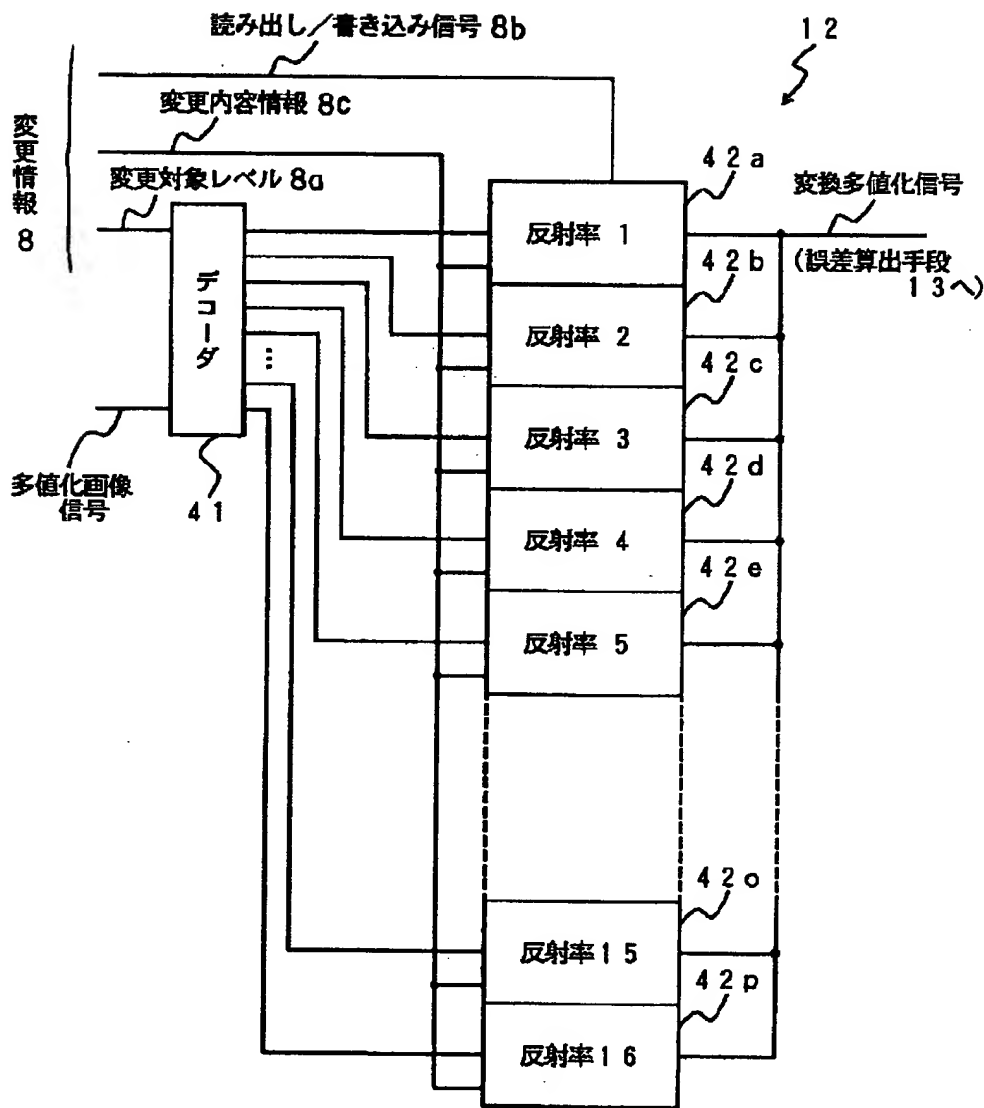 読み出し／書き込み信号 8b
12
変更内容情報 8c
変更情報 8
変更対象レベル 8a
42a
反射率 1
変換多値化信号
(誤差算出手段
13へ)
デコーダ
42b
反射率 2
…
42c
反射率 3
多値化画像
信号
41
42d
反射率 4
42e
反射率 5
42o
反射率15
42p
反射率16